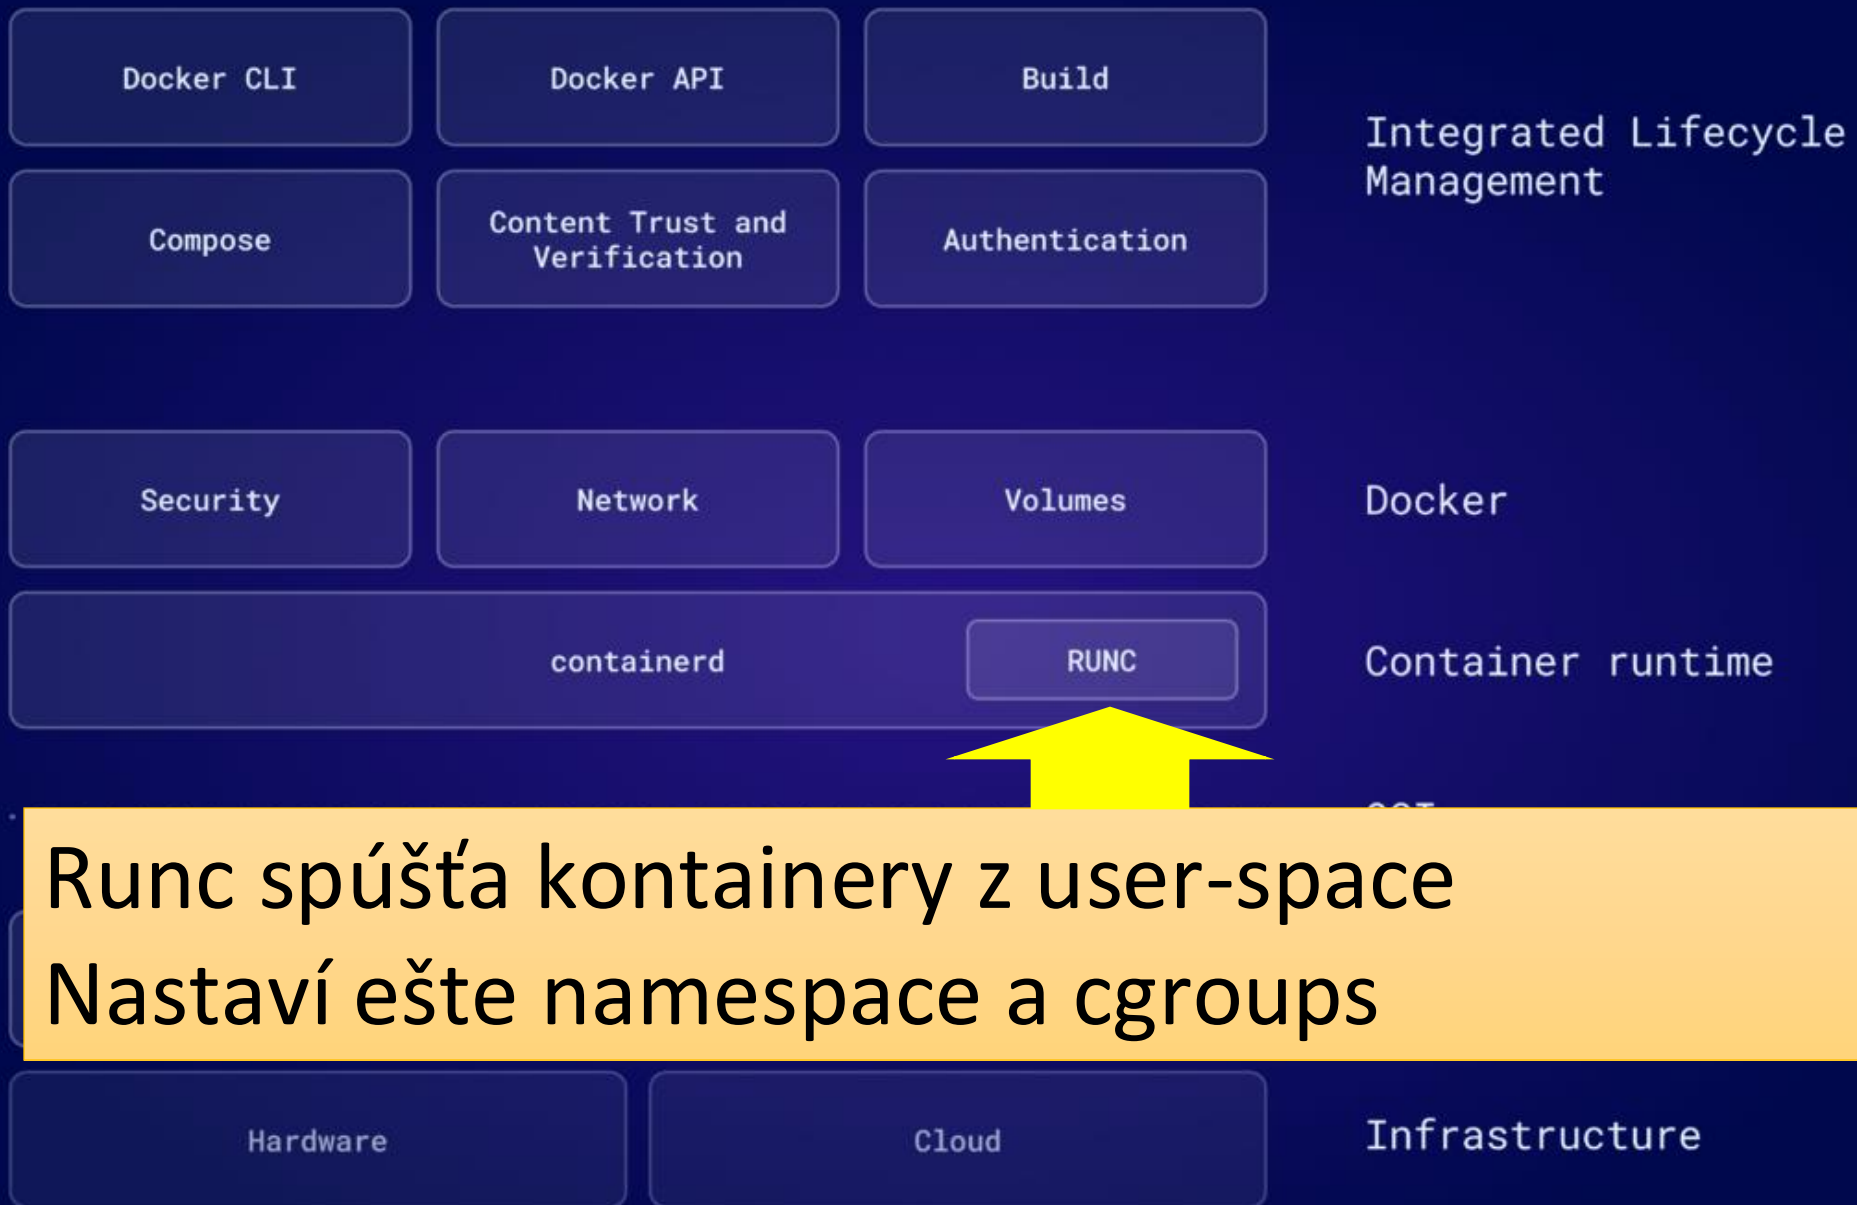 Docker CLI
Docker API
Build
Integrated Lifecycle
Management
Compose
Content Trust and
Verification
Authentication
Security
Network
Volumes
Docker
containerd
RUNC
Container runtime
Runc spúšťa kontainery z user-space
Nastaví ešte namespace a cgroups
Hardware
Cloud
Infrastructure